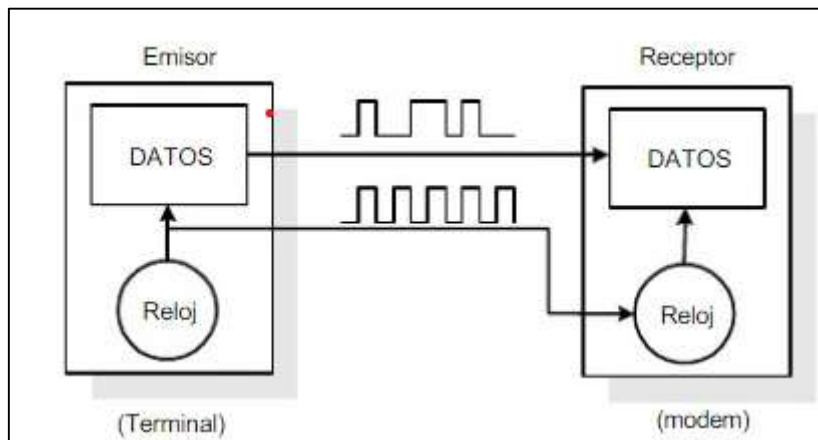 Emisor
Receptor
DATOS
DATOS
Reloj
Reloj
(Terminal)
(modem)